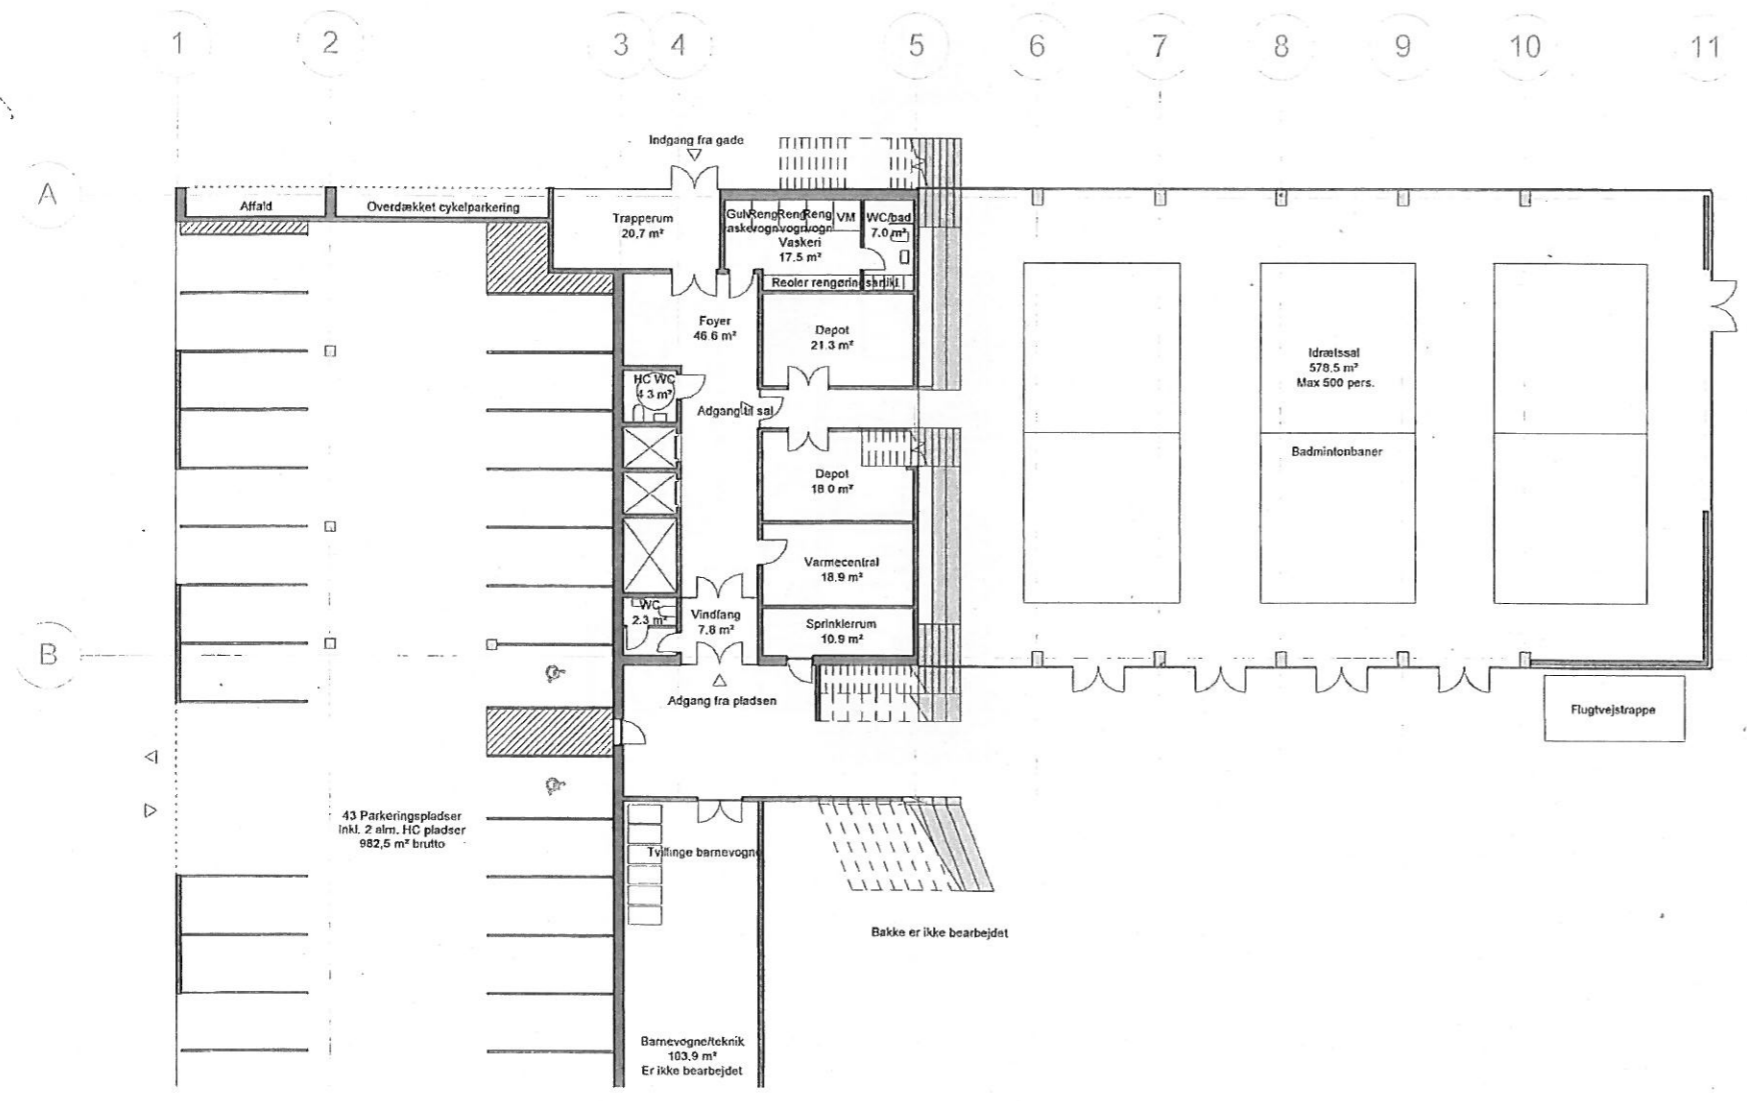 1 2 3 4 5 6 7 8 9 10 11
Indgang fra gade
A
Affald
Overdækket cykelparkering
Trapperum
20,7 m²
Reng Reng
VM
WC/bad
7.0 m²
Vaskeri
17.5 m²
Reoler rengøring
Foyer
46.6 m²
Depot
21.3 m²
HC WC
4.3 m²
Adgang til sal
Idrætssal
578.5 m²
Max 500 pers.
Badmintonbaner
Depot
18.0 m²
Varmecentral
18.9 m²
WC
2.3 m²
Vindfang
7.8 m²
Sprinklerrum
10.9 m²
B
Adgang fra pladsen
Flugtvejstrappe
43 Parkeringspladser
Inkl. 2 alm. HC pladser
982,5 m² brutto
Tvillinge barnevogne
Bakke er ikke bearbejdet
Barnevogne/teknik
103.9 m²
Er ikke bearbejdet